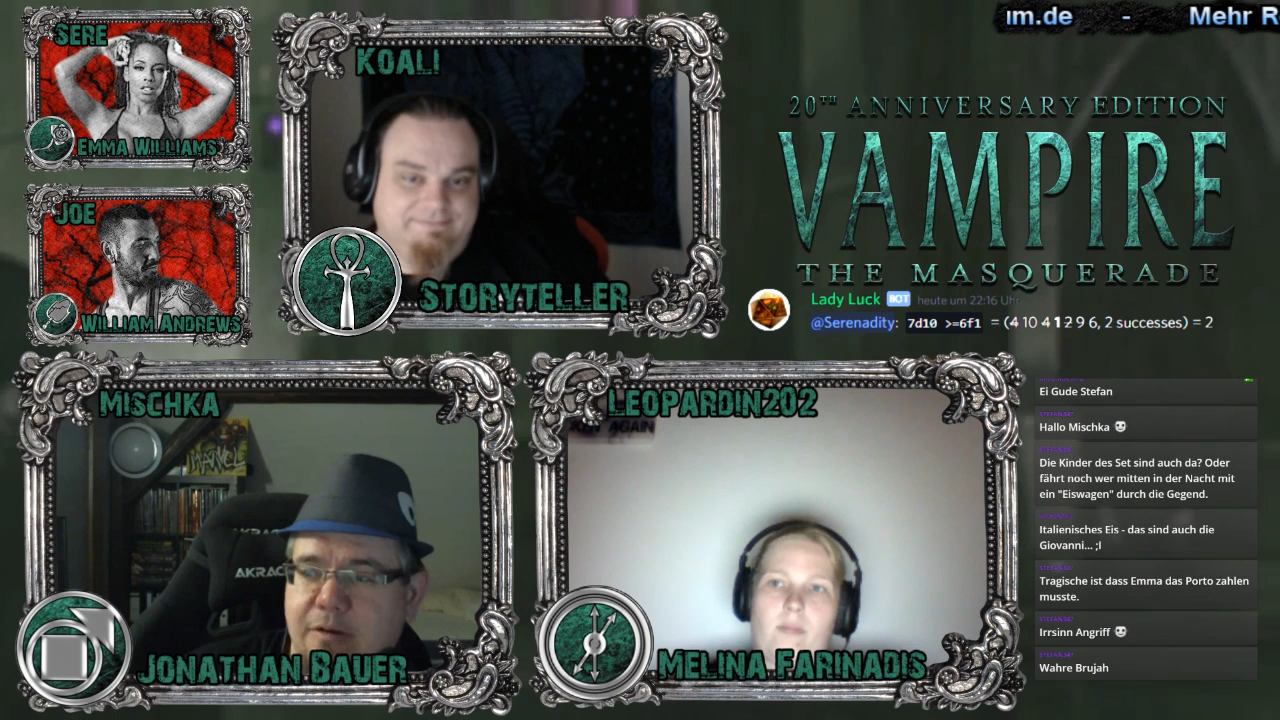 SERE
EMMA WILLIAMS
JOE
WILLIAM ANDREWS
KOALI
STORYTELLER
ım.de - Mehr R
20TH ANNIVERSARY EDITION
VAMPIRE
THE MASQUERADE
Lady Luck BOT heute um 22:16 Uhr
@Serenadity: 7d10 >=6f1 = (4 10 4 1 2 9 6, 2 successes) = 2
MISCHKA
AKRAC
JONATHAN BAUER
LEOPARDIN202
AGAIN
MELINA FARINADIS
Ei Gude Stefan
Hallo Mischka
Die Kinder des Set sind auch da? Oder
fährt noch wer mitten in der Nacht mit
ein "Eiswagen" durch die Gegend.
Italienisches Eis - das sind auch die
Giovanni... ;l
Tragische ist dass Emma das Porto zahlen
musste.
Irrsinn Angriff
Wahre Brujah